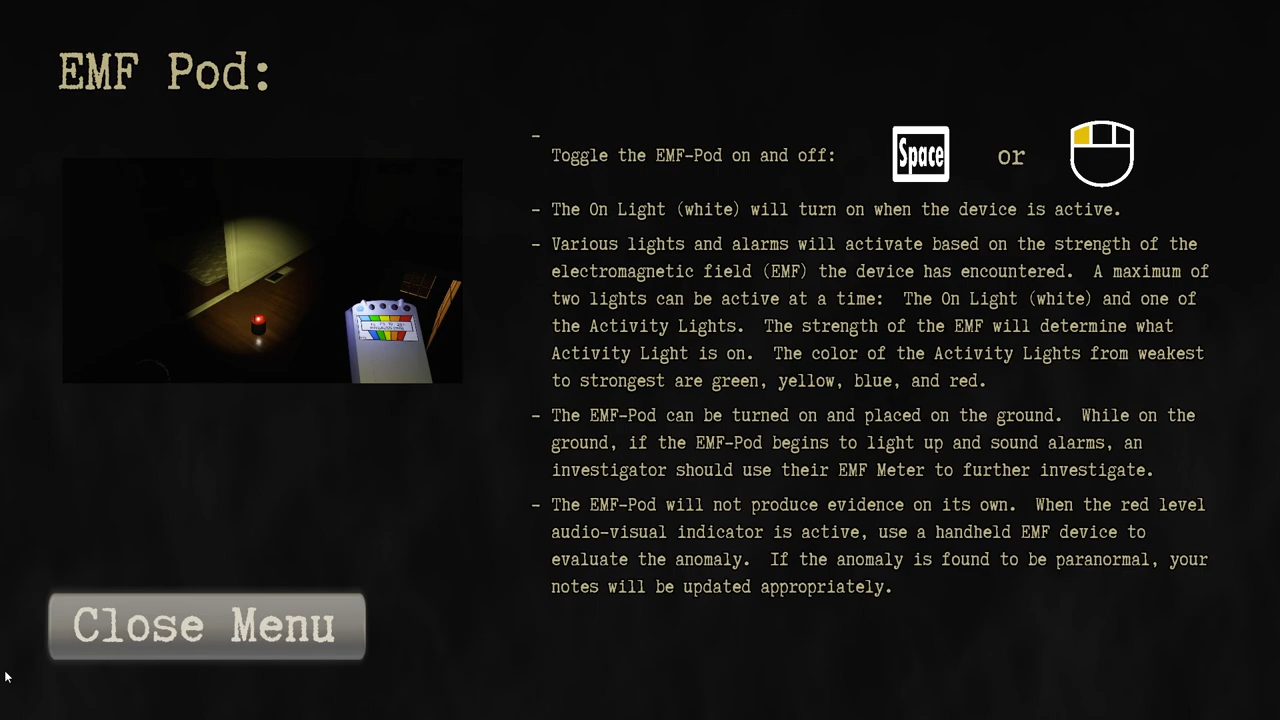 EMF Pod:
-
Toggle the EMF-Pod on and off: Space or
- The On Light (white) will turn on when the device is active.
- Various lights and alarms will activate based on the strength of the
electromagnetic field (EMF) the device has encountered.  A maximum of
two lights can be active at a time:  The On Light (white) and one of
the Activity Lights.  The strength of the EMF will determine what
Activity Light is on.  The color of the Activity Lights from weakest
to strongest are green, yellow, blue, and red.
- The EMF-Pod can be turned on and placed on the ground.  While on the
ground, if the EMF-Pod begins to light up and sound alarms, an
investigator should use their EMF Meter to further investigate.
- The EMF-Pod will not produce evidence on its own.  When the red level
audio-visual indicator is active, use a handheld EMF device to
evaluate the anomaly.  If the anomaly is found to be paranormal, your
notes will be updated appropriately.
Close Menu